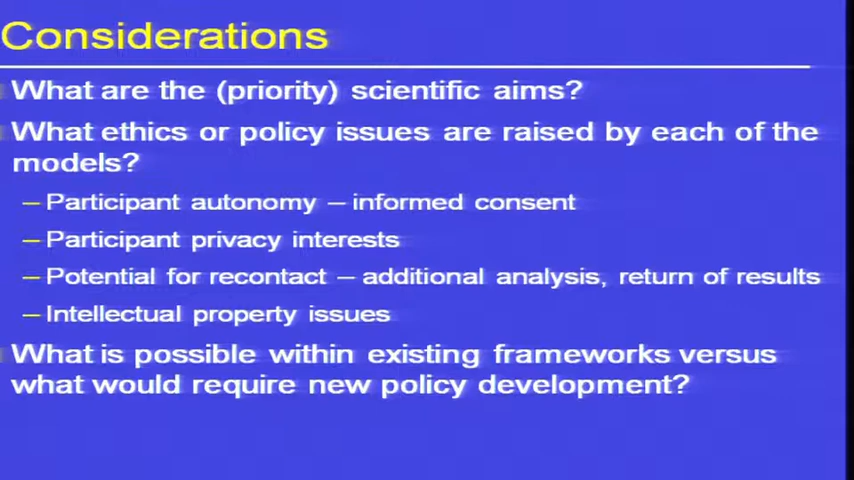 Considerations
What are the (priority) scientific aims?
What ethics or policy issues are raised by each of the
models?
– Participant autonomy – informed consent
– Participant privacy interests
– Potential for recontact – additional analysis, return of results
– Intellectual property issues
What is possible within existing frameworks versus
what would require new policy development?